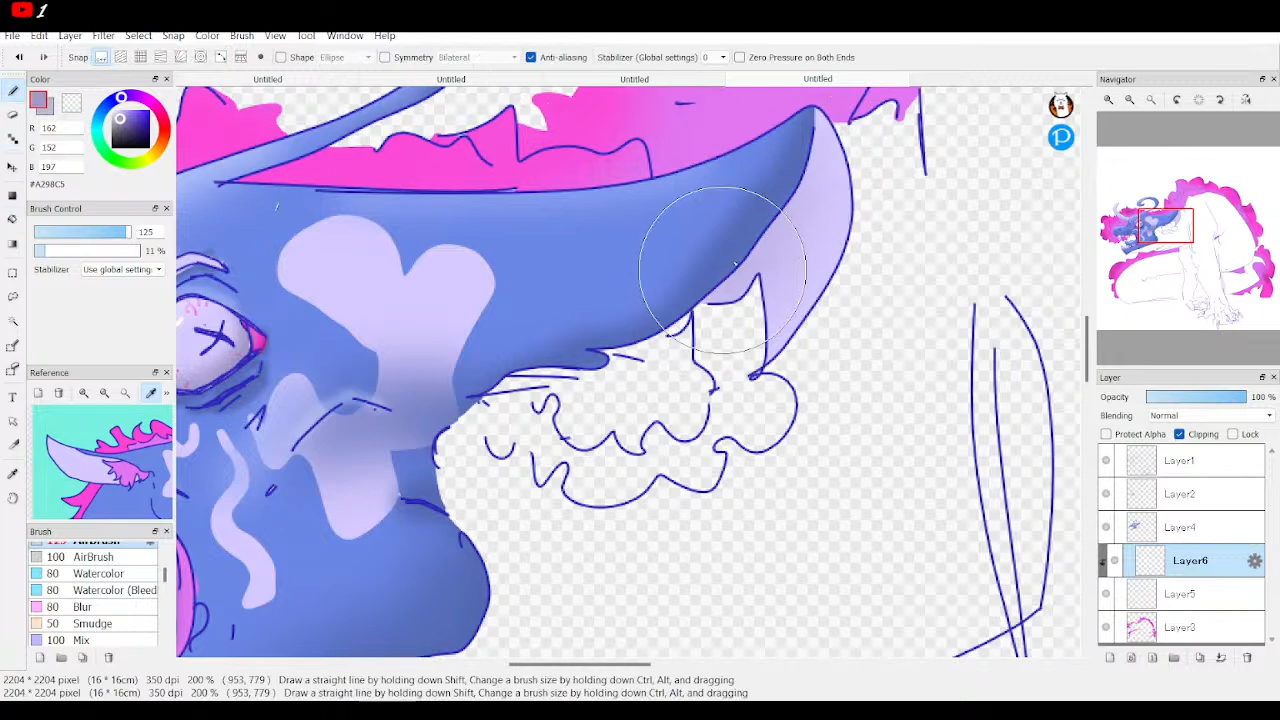 1
File Edit Layer Filter Select Snap Color Brush View Tool Window Help
Snap Shape Ellipse Symmetry Bilateral Anti-aliasing Stabilizer (Global settings) 0 Zero Pressure on Both Ends
Color
Untitled Untitled Untitled Untitled
Navigator
R 162
G 152
B 197
#A298C5
Brush Control
125
11 %
Stabilizer Use global setting
Reference
Layer
Opacity 100 %
Blending Normal
Protect Alpha Clipping Lock
Layer1
Layer2
Layer4
Layer6
Layer5
Layer3
Brush
125 AirBrush
100 AirBrush
80 Watercolor
80 Watercolor (Bleed
80 Blur
50 Smudge
100 Mix
2204 * 2204 pixel (16 * 16cm) 350 dpi 200 % ( 953, 779 ) Draw a straight line by holding down Shift, Change a brush size by holding down Ctrl, Alt, and dragging
2204 * 2204 pixel (16 * 16cm) 350 dpi 200 % ( 953, 779 ) Draw a straight line by holding down Shift, Change a brush size by holding down Ctrl, Alt, and dragging